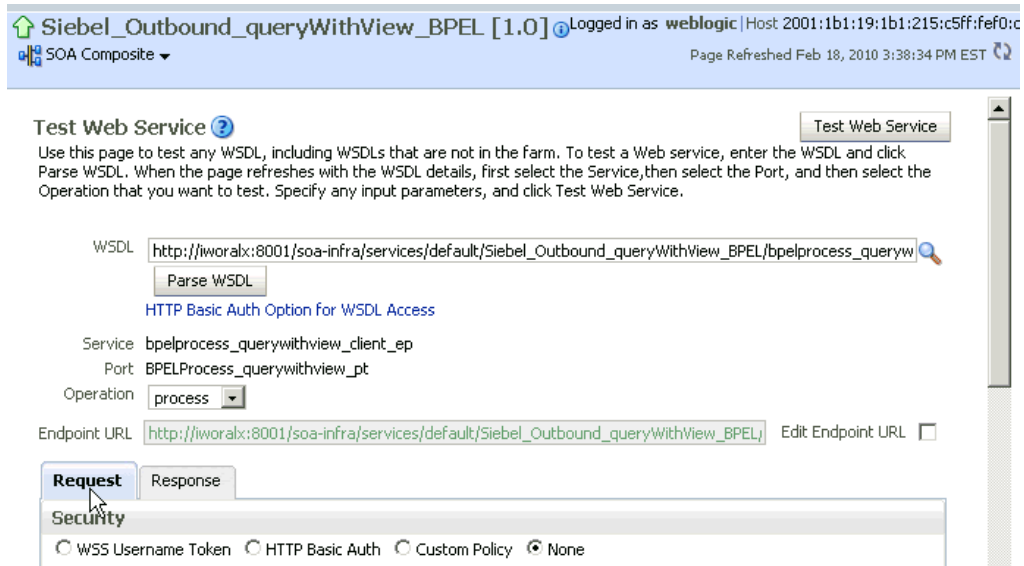 Siebel_Outbound_queryWithView_BPEL [1.0] Logged in as weblogic|Host 2001:1b1:19:1b1:215:c5ff:fef0:c
SOA Composite Page Refreshed Feb 18, 2010 3:38:34 PM EST
Test Web Service ? Test Web Service
Use this page to test any WSDL, including WSDLs that are not in the farm. To test a Web service, enter the WSDL and click
Parse WSDL. When the page refreshes with the WSDL details, first select the Service,then select the Port, and then select the
Operation that you want to test. Specify any input parameters, and click Test Web Service.
WSDL http://iworalx:8001/soa-infra/services/default/Siebel_Outbound_queryWithView_BPEL/bpelprocess_queryw
Parse WSDL
HTTP Basic Auth Option for WSDL Access
Service bpelprocess_querywithview_client_ep
Port BPELProcess_querywithview_pt
Operation process
Endpoint URL http://iworalx:8001/soa-infra/services/default/Siebel_Outbound_queryWithView_BPEL/ Edit Endpoint URL
Request Response
Security
WSS Username Token HTTP Basic Auth Custom Policy None